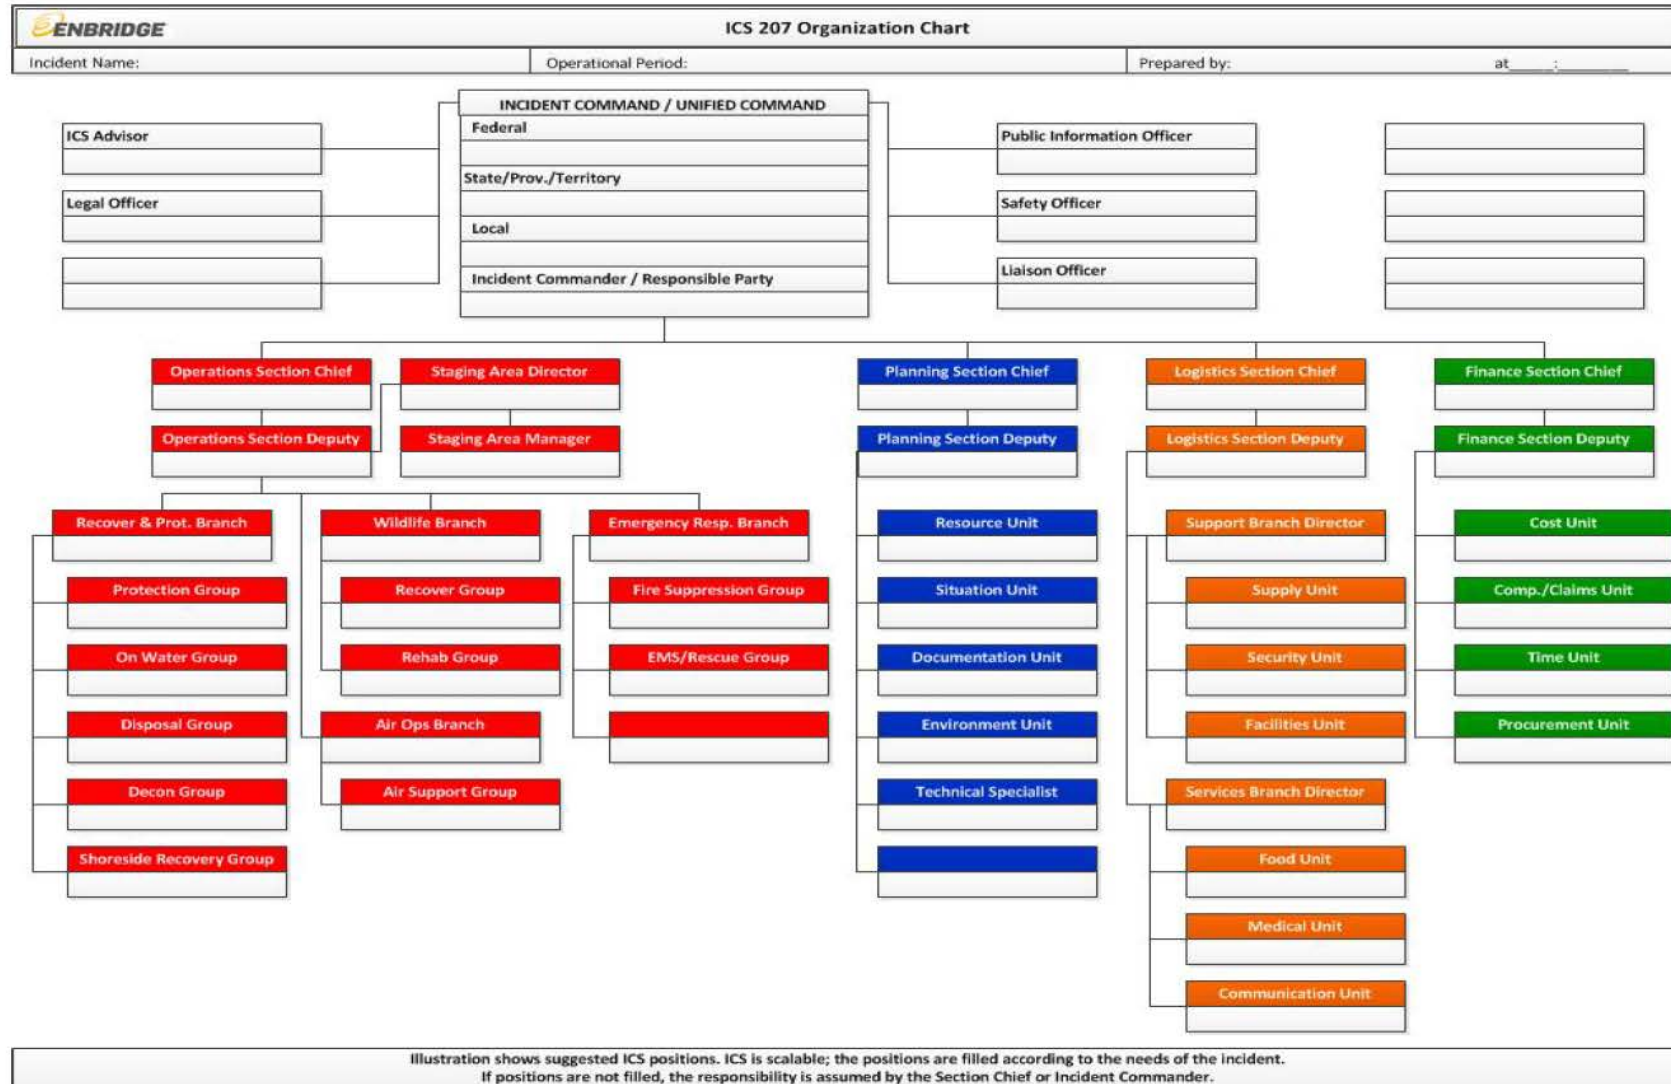 ENBRIDGE
ICS 207 Organization Chart
Incident Name:
Operational Period:
Prepared by:
at_____:________
INCIDENT COMMAND / UNIFIED COMMAND
Federal
State/Prov./Territory
Local
Incident Commander / Responsible Party
ICS Advisor
Legal Officer
Public Information Officer
Safety Officer
Liaison Officer
Operations Section Chief
Staging Area Director
Operations Section Deputy
Staging Area Manager
Recover & Prot. Branch
Protection Group
On Water Group
Disposal Group
Decon Group
Shoreside Recovery Group
Wildlife Branch
Recover Group
Rehab Group
Air Ops Branch
Air Support Group
Emergency Resp. Branch
Fire Suppression Group
EMS/Rescue Group
Planning Section Chief
Planning Section Deputy
Resource Unit
Situation Unit
Documentation Unit
Environment Unit
Technical Specialist
Logistics Section Chief
Logistics Section Deputy
Support Branch Director
Supply Unit
Security Unit
Facilities Unit
Services Branch Director
Food Unit
Medical Unit
Communication Unit
Finance Section Chief
Finance Section Deputy
Cost Unit
Comp./Claims Unit
Time Unit
Procurement Unit
Illustration shows suggested ICS positions. ICS is scalable; the positions are filled according to the needs of the incident.
If positions are not filled, the responsibility is assumed by the Section Chief or Incident Commander.